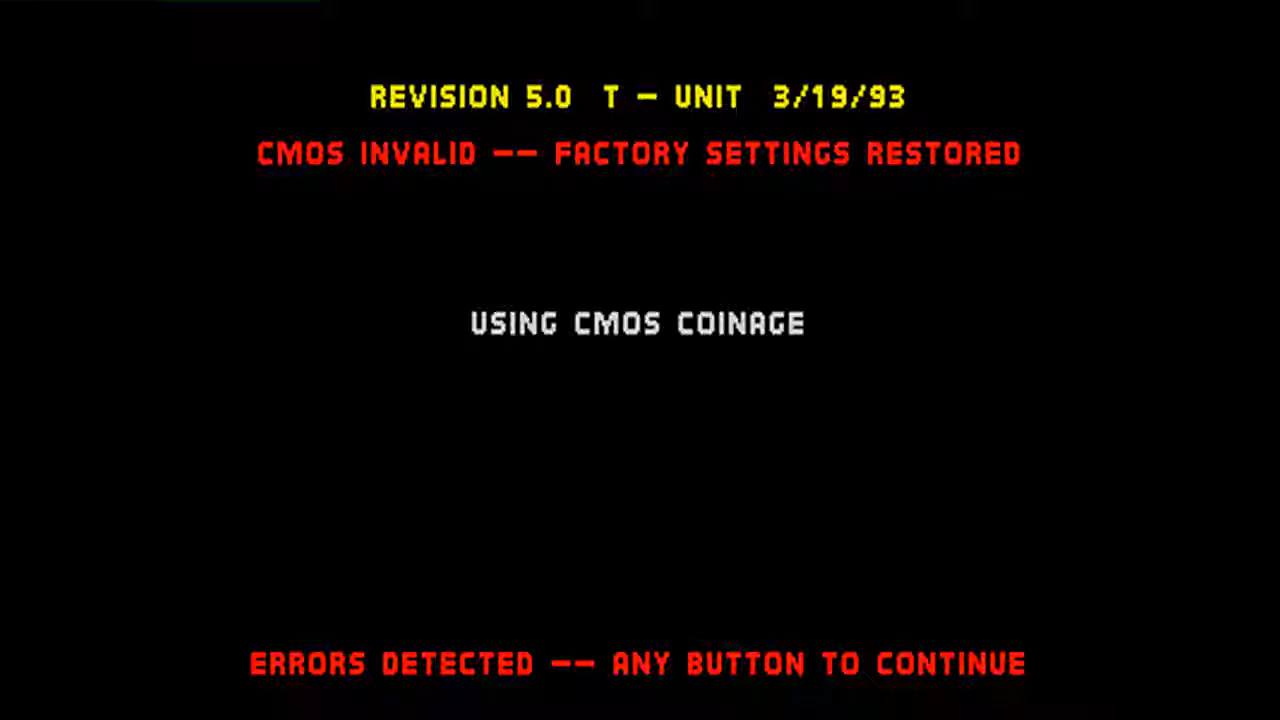 REVISION 5.0 T - UNIT 3/19/93
CMOS INVALID -- FACTORY SETTINGS RESTORED
USING CMOS COINAGE
ERRORS DETECTED -- ANY BUTTON TO CONTINUE